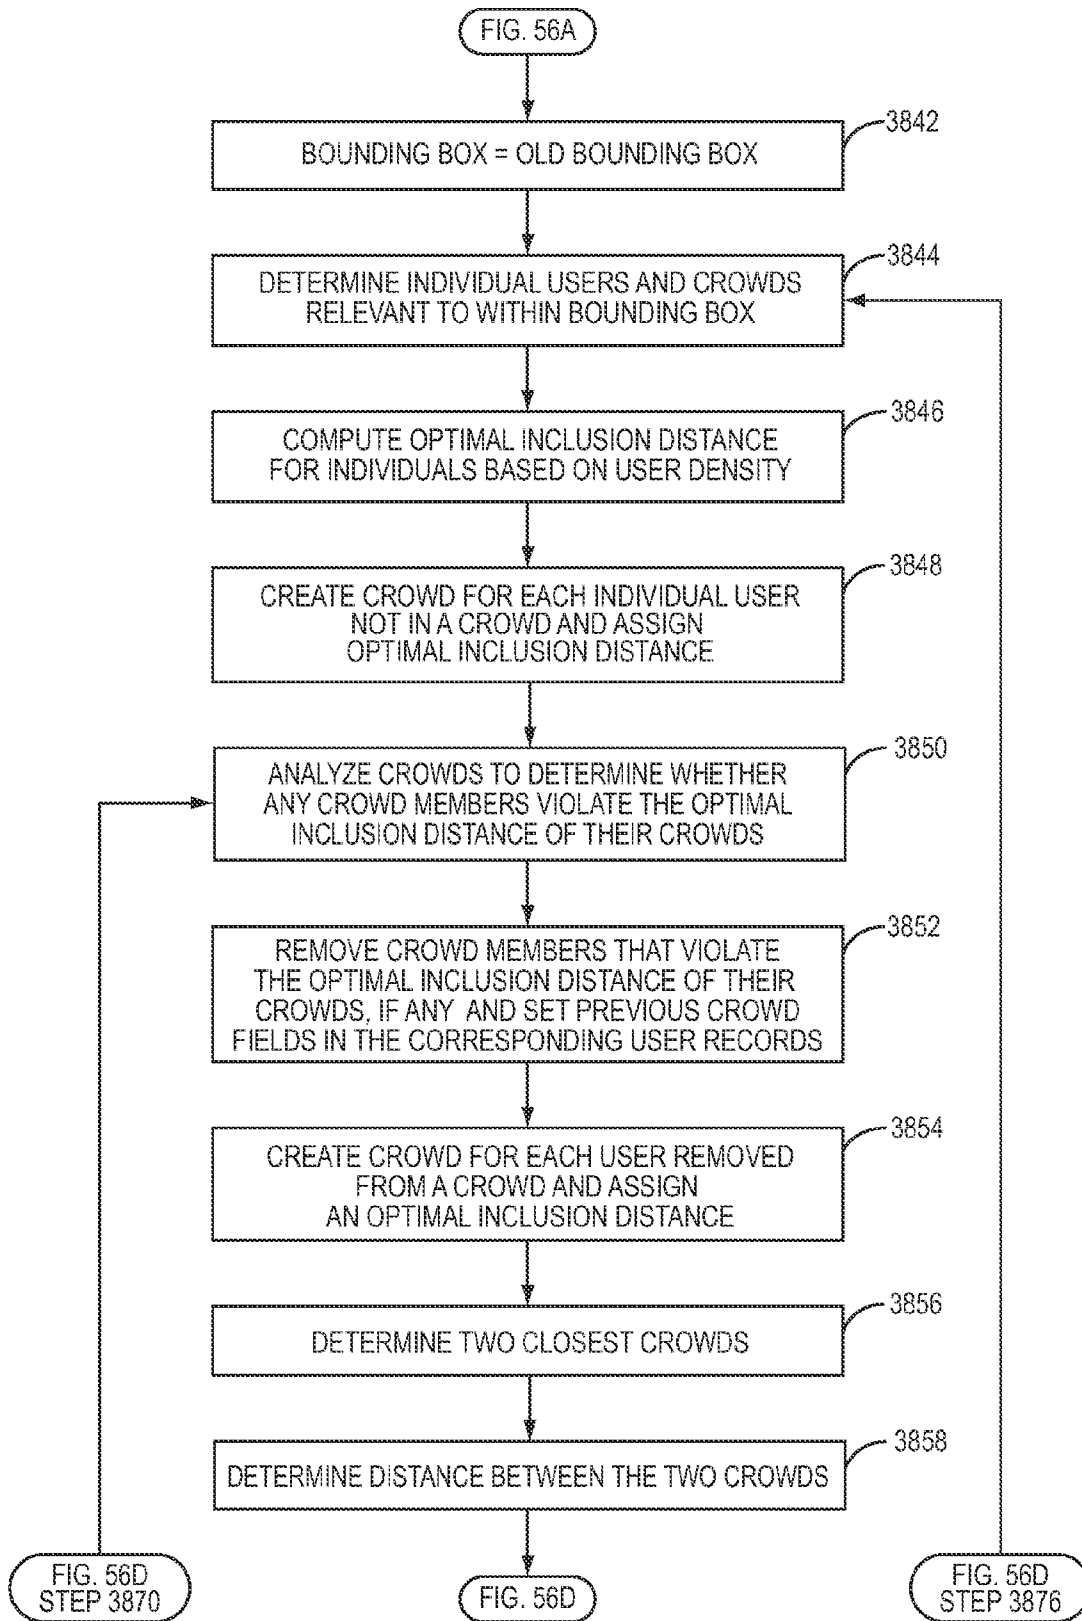 FIG. 56A
3842
BOUNDING BOX = OLD BOUNDING BOX
3844
DETERMINE INDIVIDUAL USERS AND CROWDS
RELEVANT TO WITHIN BOUNDING BOX
3846
COMPUTE OPTIMAL INCLUSION DISTANCE
FOR INDIVIDUALS BASED ON USER DENSITY
3848
CREATE CROWD FOR EACH INDIVIDUAL USER
NOT IN A CROWD AND ASSIGN
OPTIMAL INCLUSION DISTANCE
3850
ANALYZE CROWDS TO DETERMINE WHETHER
ANY CROWD MEMBERS VIOLATE THE OPTIMAL
INCLUSION DISTANCE OF THEIR CROWDS
3852
REMOVE CROWD MEMBERS THAT VIOLATE
THE OPTIMAL INCLUSION DISTANCE OF THEIR
CROWDS, IF ANY AND SET PREVIOUS CROWD
FIELDS IN THE CORRESPONDING USER RECORDS
3854
CREATE CROWD FOR EACH USER REMOVED
FROM A CROWD AND ASSIGN
AN OPTIMAL INCLUSION DISTANCE
3856
DETERMINE TWO CLOSEST CROWDS
3858
DETERMINE DISTANCE BETWEEN THE TWO CROWDS
FIG. 56D
STEP 3870
FIG. 56D
FIG. 56D
STEP 3876